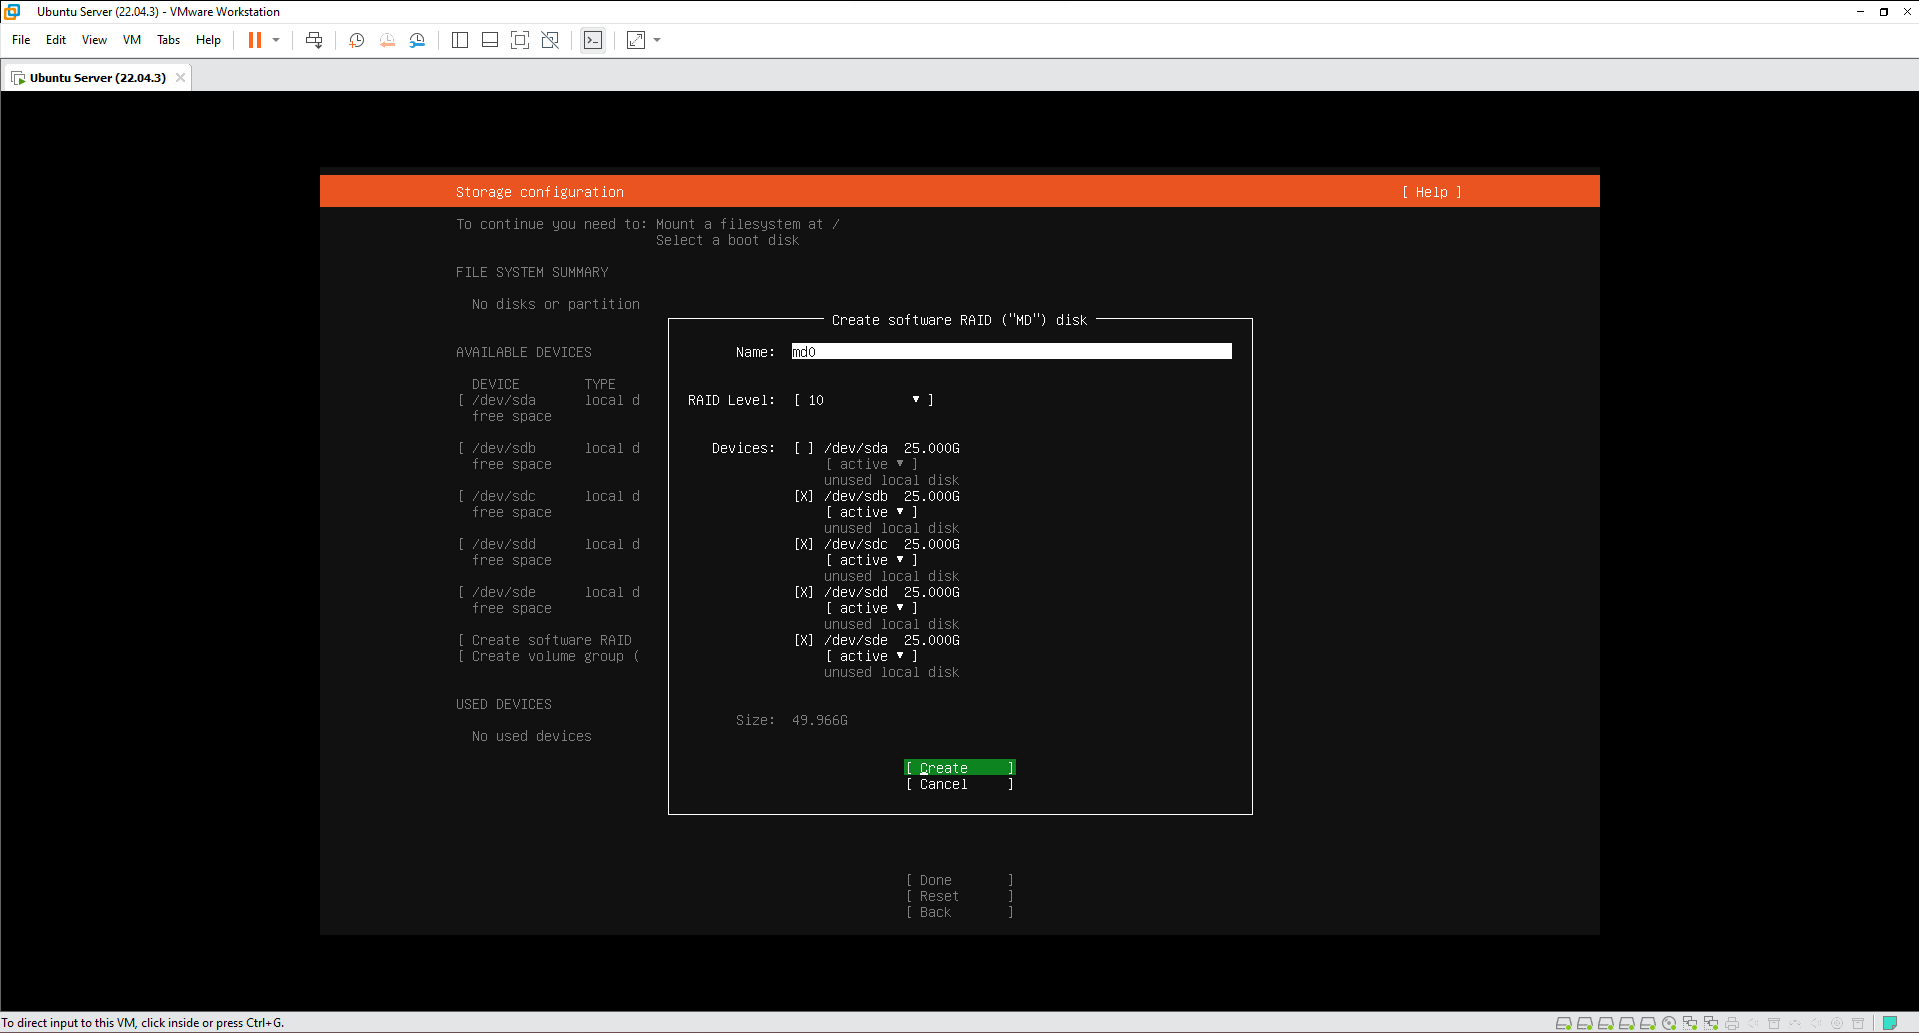 Ubuntu Server (22.04.3) - VMware Workstation
File Edit View VM Tabs Help
Ubuntu Server (22.04.3)
Storage configuration [ Help ]
To continue you need to: Mount a filesystem at /
Select a boot disk
FILE SYSTEM SUMMARY
No disks or partition
Create software RAID ("MD") disk
Name: md0
AVAILABLE DEVICES
DEVICE TYPE
[ /dev/sda local d
free space
[ /dev/sdb local d
free space
[ /dev/sdc local d
free space
[ /dev/sdd local d
free space
[ /dev/sde local d
free space
[ Create software RAID
[ Create volume group (
USED DEVICES
No used devices
RAID Level: [ 10 ▼ ]
Devices: [ ] /dev/sda 25.000G
[ active ▼ ]
unused local disk
[X] /dev/sdb 25.000G
[ active ▼ ]
unused local disk
[X] /dev/sdc 25.000G
[ active ▼ ]
unused local disk
[X] /dev/sdd 25.000G
[ active ▼ ]
unused local disk
[X] /dev/sde 25.000G
[ active ▼ ]
unused local disk
Size: 49.966G
[ Create ]
[ Cancel ]
[ Done ]
[ Reset ]
[ Back ]
To direct input to this VM, click inside or press Ctrl+G.